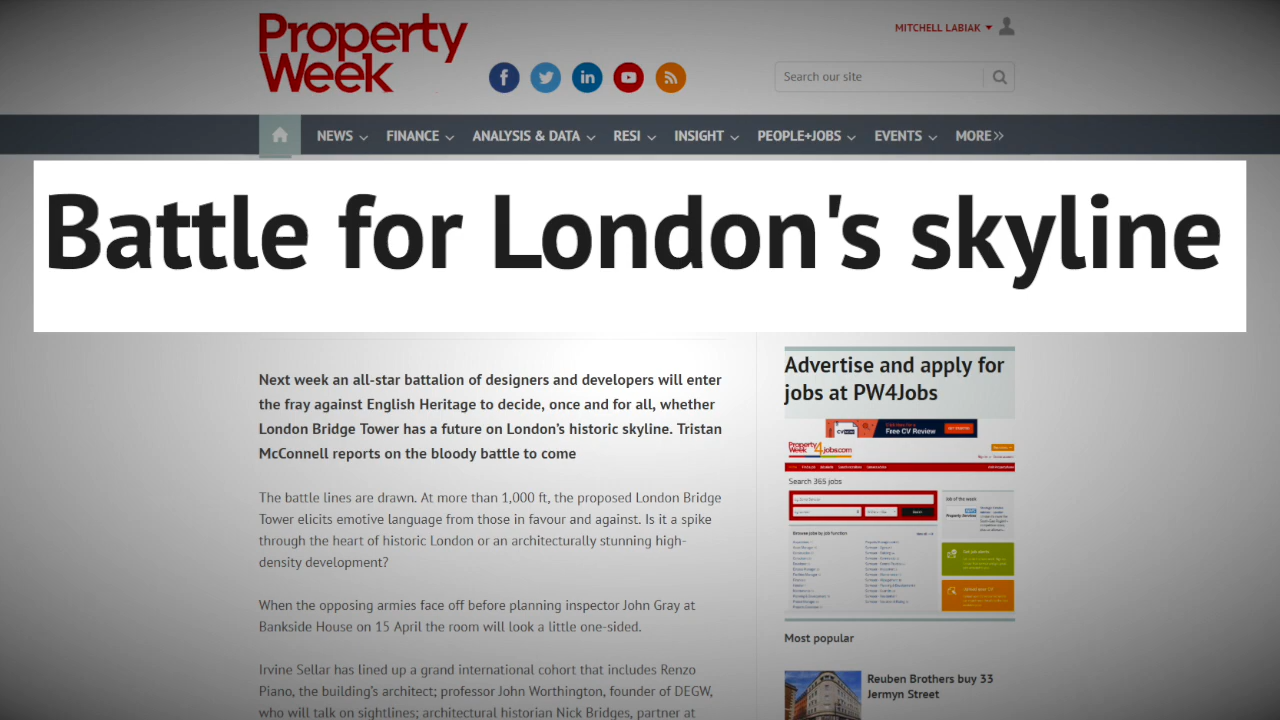 Property
Week
MITCHELL LABIAK
Search our site
NEWS FINANCE ANALYSIS & DATA RESI INSIGHT PEOPLE+JOBS EVENTS MORE
Battle for London's skyline
Next week an all-star battalion of designers and developers will enter
the fray against English Heritage to decide, once and for all, whether
London Bridge Tower has a future on London's historic skyline. Tristan
McConnell reports on the bloody battle to come
The battle lines are drawn. At more than 1,000 ft, the proposed London Bridge
Tower elicits emotive language from those in favour and against. Is it a spike
through the heart of historic London or an architecturally stunning high-
density development?
When the opposing armies face off before planning inspector John Gray at
Bankside House on 15 April the room will look a little one-sided.
Irvine Sellar has lined up a grand international cohort that includes Renzo
Piano, the building's architect; professor John Worthington, founder of DEGW,
who will talk on sightlines; architectural historian Nick Bridges, partner at
Advertise and apply for
jobs at PW4Jobs
Free CV Review
Property
Week 4jobs.com
Search 365 jobs
Search
Browse jobs by job function
Job of the week
Most popular
Reuben Brothers buy 33
Jermyn Street